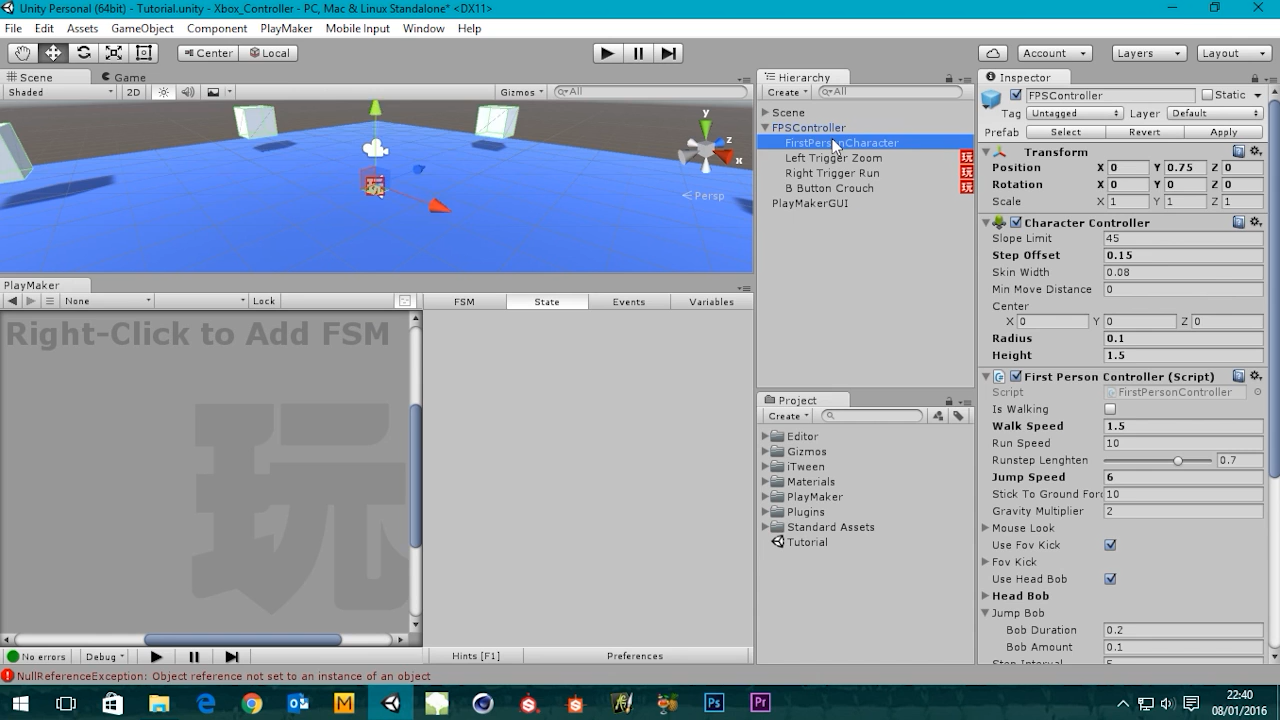 Unity Personal (64bit) - Tutorial.unity - Xbox_Controller - PC, Mac & Linux Standalone* <DX11>
File Edit Assets GameObject Component PlayMaker Mobile Input Window Help
Center Local Account Layers Layout
Scene Game
Shaded 2D Gizmos All
y
z
x
Persp
PlayMaker
None Lock
FSM State Events Variables
Right-Click to Add FSM
玩
No errors Debug Hints [F1] Preferences
Hierarchy
Create All
Scene
FPSController
FirstPersonCharacter
Left Trigger Zoom 玩
Right Trigger Run 玩
B Button Crouch 玩
PlayMakerGUI
Project
Create
Editor
Gizmos
iTween
Materials
PlayMaker
Plugins
Standard Assets
Tutorial
Inspector
FPSController Static
Tag Untagged Layer Default
Prefab Select Revert Apply
Transform
Position X 0 Y 0.75 Z 0
Rotation X 0 Y 0 Z 0
Scale X 1 Y 1 Z 1
Character Controller
Slope Limit 45
Step Offset 0.15
Skin Width 0.08
Min Move Distance 0
Center
X 0 Y 0 Z 0
Radius 0.1
Height 1.5
First Person Controller (Script)
Script FirstPersonController
Is Walking
Walk Speed 1.5
Run Speed 10
Runstep Lenghten 0.7
Jump Speed 6
Stick To Ground Forc 10
Gravity Multiplier 2
Mouse Look
Use Fov Kick
Fov Kick
Use Head Bob
Head Bob
Jump Bob
Bob Duration 0.2
Bob Amount 0.1
Step Interval 5
NullReferenceException: Object reference not set to an instance of an object
M Ps Pr
22:40
08/01/2016